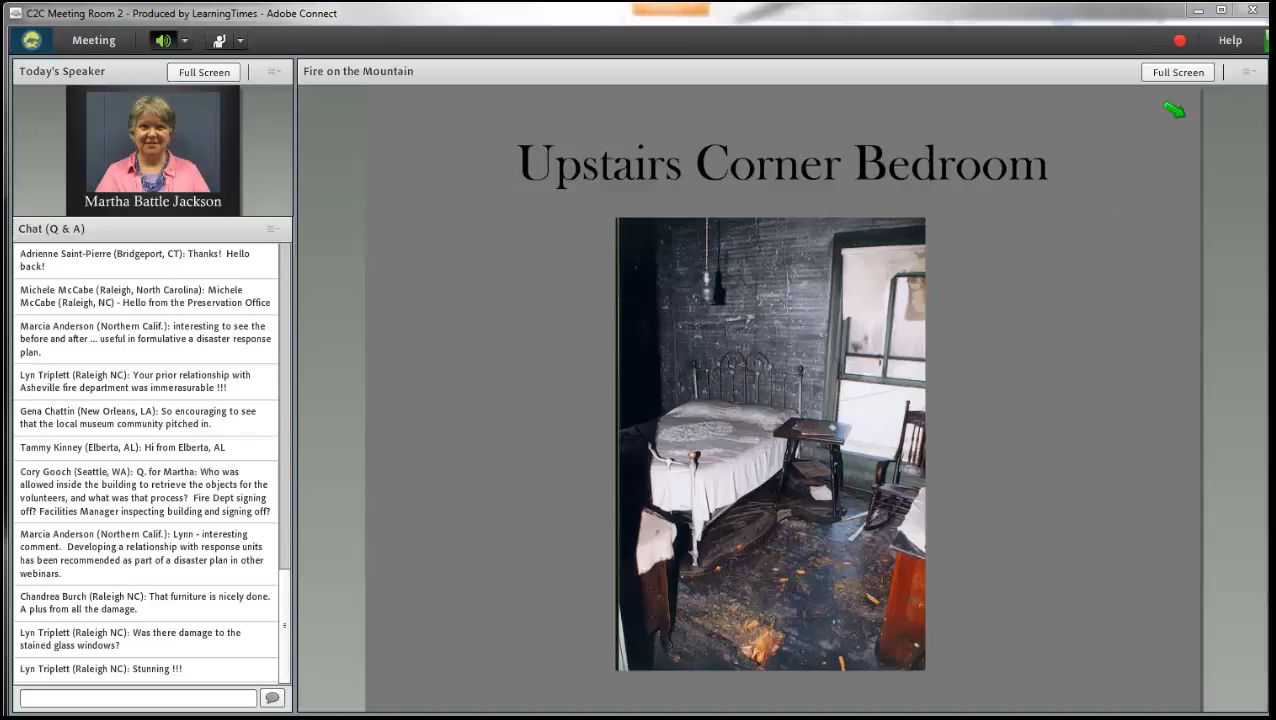 C2C Meeting Room 2 - Produced by LearningTimes - Adobe Connect
Meeting
Help
Today's Speaker
Full Screen
Fire on the Mountain
Full Screen
Martha Battle Jackson
Upstairs Corner Bedroom
Chat (Q & A)
Adrienne Saint-Pierre (Bridgeport, CT): Thanks!  Hello
back!
Michele McCabe (Raleigh, North Carolina): Michele
McCabe (Raleigh, NC) - Hello from the Preservation Office
Marcia Anderson (Northern Calif.): interesting to see the
before and after ... useful in formulative a disaster response
plan.
Lyn Triplett (Raleigh NC): Your prior relationship with
Asheville fire department was immerasurable !!!
Gena Chattin (New Orleans, LA): So encouraging to see
that the local museum community pitched in.
Tammy Kinney (Elberta, AL): Hi from Elberta, AL
Cory Gooch (Seattle, WA): Q. for Martha: Who was
allowed inside the building to retrieve the objects for the
volunteers, and what was that process?  Fire Dept signing
off? Facilities Manager inspecting building and signing off?
Marcia Anderson (Northern Calif.): Lynn - interesting
comment.  Developing a relationship with response units
has been recommended as part of a disaster plan in other
webinars.
Chandrea Burch (Raleigh NC): That furniture is nicely done.
A plus from all the damage.
Lyn Triplett (Raleigh NC): Was there damage to the
stained glass windows?
Lyn Triplett (Raleigh NC): Stunning !!!